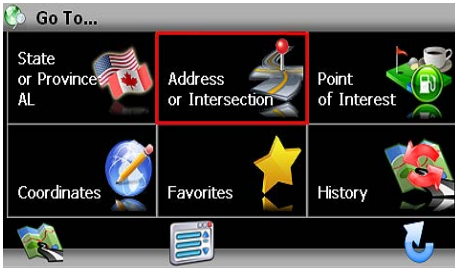 Go To...
State
or Province
AL
Address
or Intersection
Point
of Interest
Coordinates
Favorites
History